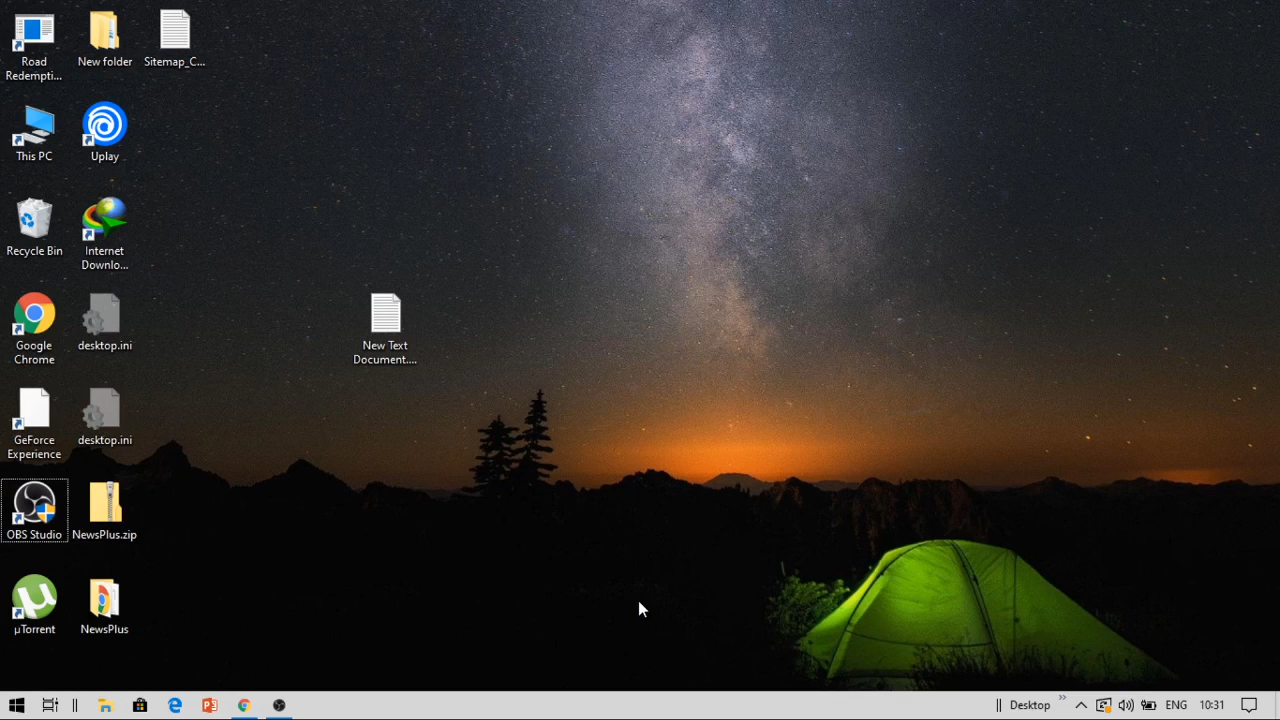 Road
Redempti...
New folder
Sitemap_C...
This PC
Uplay
Recycle Bin
Internet
Downlo...
Google
Chrome
desktop.ini
New Text
Document....
GeForce
Experience
desktop.ini
OBS Studio
NewsPlus.zip
µTorrent
NewsPlus
Desktop
ENG
10:31